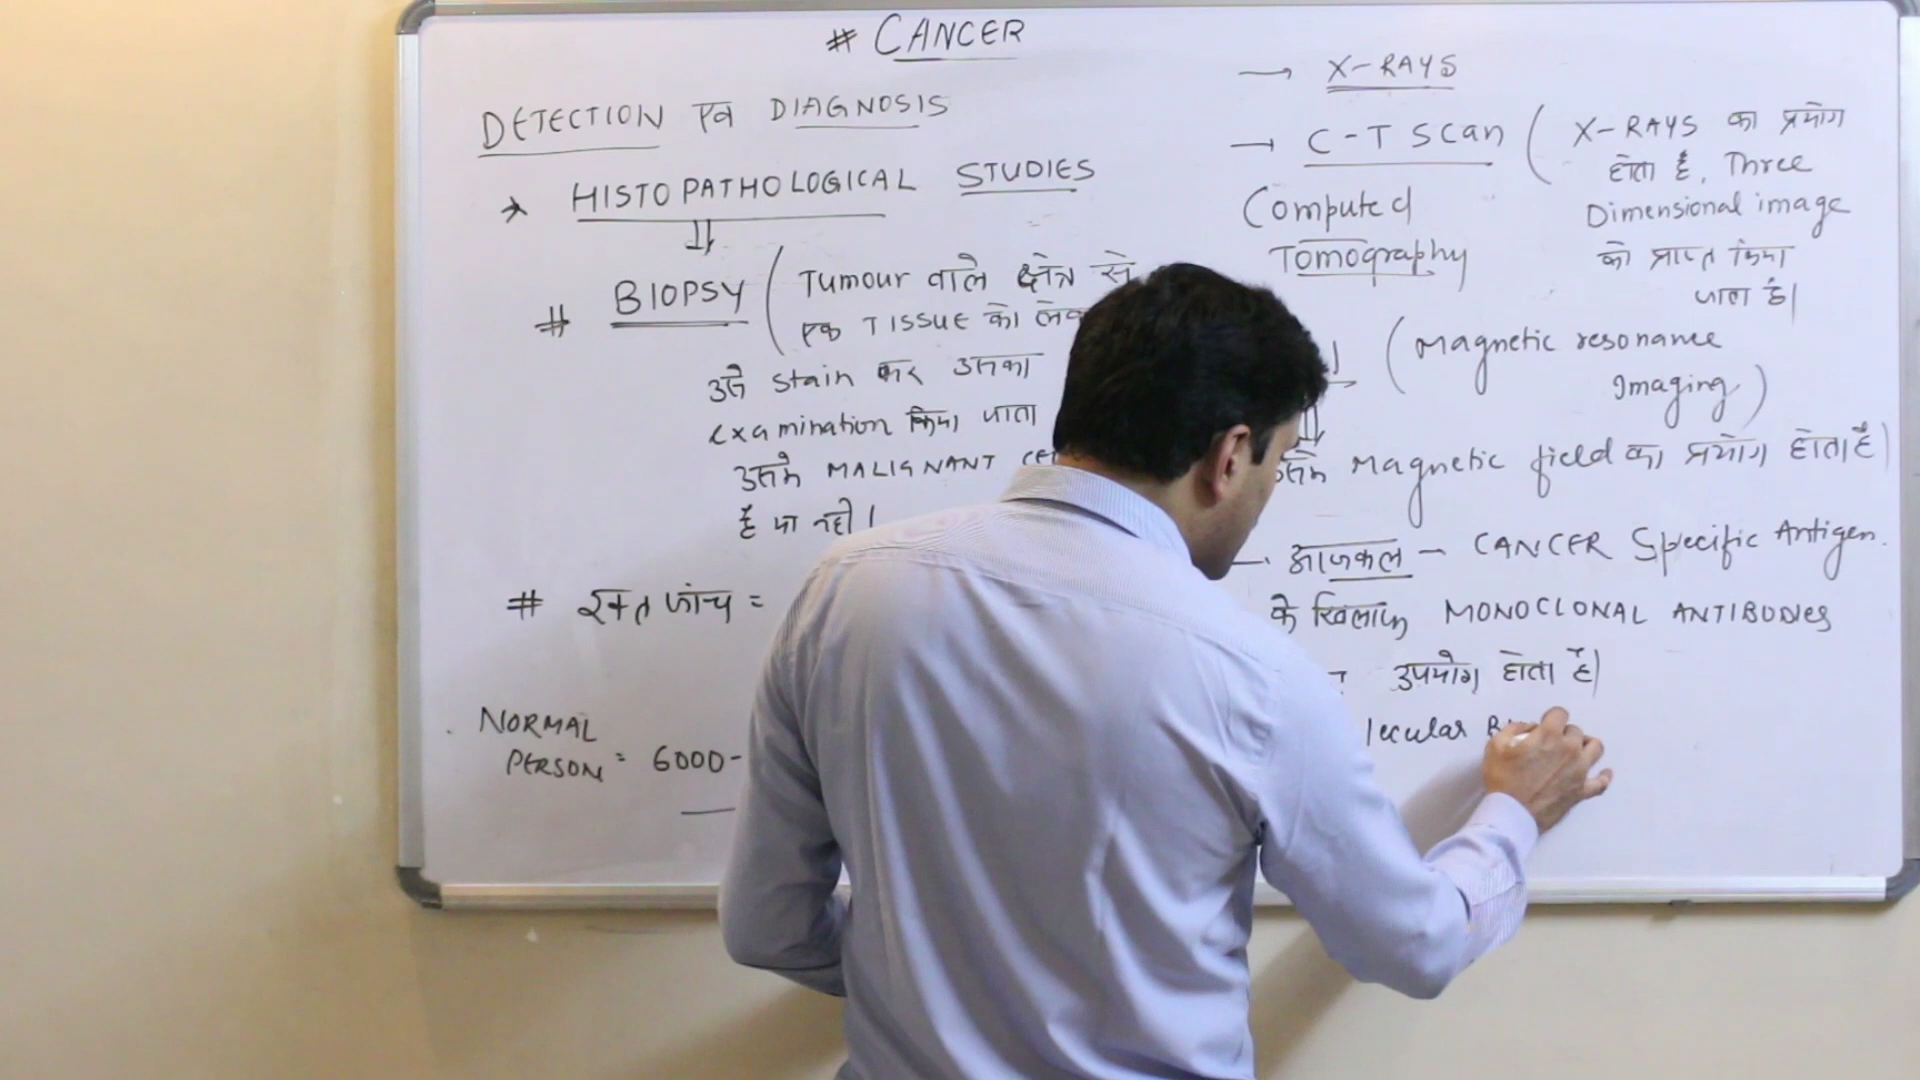 # CANCER
DETECTION एवं DIAGNOSIS
→ HISTOPATHOLOGICAL STUDIES
# BIOPSY ( Tumour वाले क्षेत्र से
एक TISSUE को
उसे stain कर उसका
examination किया जाता
उसमे MALIGNANT
है या नही।
# रक्त जांच =
NORMAL
PERSON = 6000-
→ X-RAYS
→ C-T Scan ( X-RAYS का प्रयोग
होता है, Three
Dimensional image
को प्राप्त किया
जाता है।
Computed
Tomography
( Magnetic resonance
Imaging )
Magnetic field का प्रयोग होता है।
→ आजकल - CANCER Specific Antigen.
के खिलाफ MONOCLONAL ANTIBODIES
उपयोग होता है।
lecular